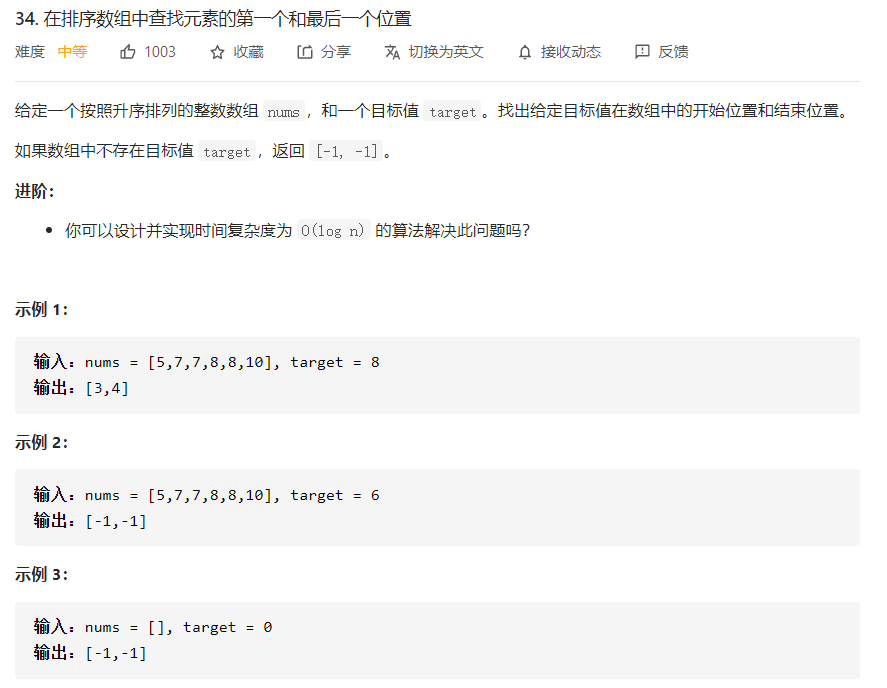 34. 在排序数组中查找元素的第一个和最后一个位置
难度 中等 1003 收藏 分享 切换为英文 接收动态 反馈
给定一个按照升序排列的整数数组 nums，和一个目标值 target。找出给定目标值在数组中的开始位置和结束位置。
如果数组中不存在目标值 target，返回 [-1, -1]。
进阶：
• 你可以设计并实现时间复杂度为 O(log n) 的算法解决此问题吗？
示例 1：
输入：nums = [5,7,7,8,8,10], target = 8
输出：[3,4]
示例 2：
输入：nums = [5,7,7,8,8,10], target = 6
输出：[-1,-1]
示例 3：
输入：nums = [], target = 0
输出：[-1,-1]